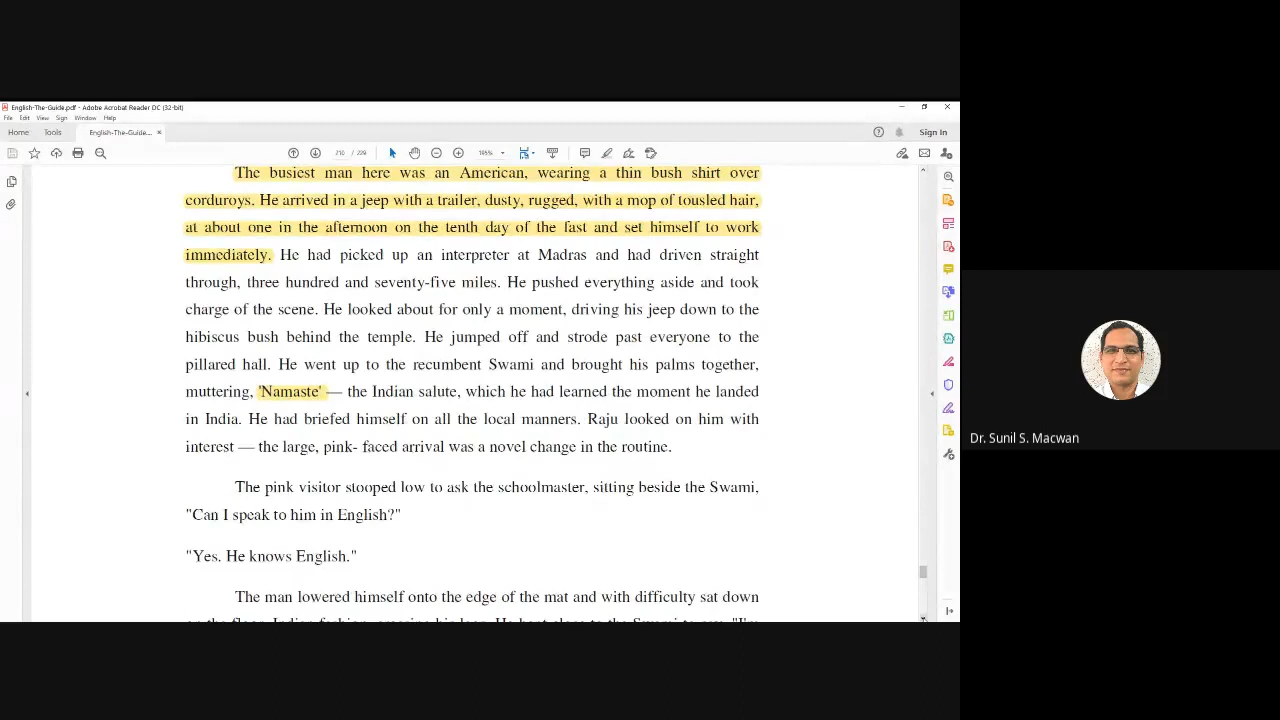 English-The-Guide.pdf - Adobe Acrobat Reader DC (32-bit)
File Edit View Sign Window Help
Home Tools English-The-Guide.... × Sign In
210 / 229 195%
The busiest man here was an American, wearing a thin bush shirt over
corduroys. He arrived in a jeep with a trailer, dusty, rugged, with a mop of tousled hair,
at about one in the afternoon on the tenth day of the fast and set himself to work
immediately. He had picked up an interpreter at Madras and had driven straight
through, three hundred and seventy-five miles. He pushed everything aside and took
charge of the scene. He looked about for only a moment, driving his jeep down to the
hibiscus bush behind the temple. He jumped off and strode past everyone to the
pillared hall. He went up to the recumbent Swami and brought his palms together,
muttering, 'Namaste' — the Indian salute, which he had learned the moment he landed
in India. He had briefed himself on all the local manners. Raju looked on him with
interest — the large, pink- faced arrival was a novel change in the routine.
The pink visitor stooped low to ask the schoolmaster, sitting beside the Swami,
"Can I speak to him in English?"
"Yes. He knows English."
The man lowered himself onto the edge of the mat and with difficulty sat down
Dr. Sunil S. Macwan